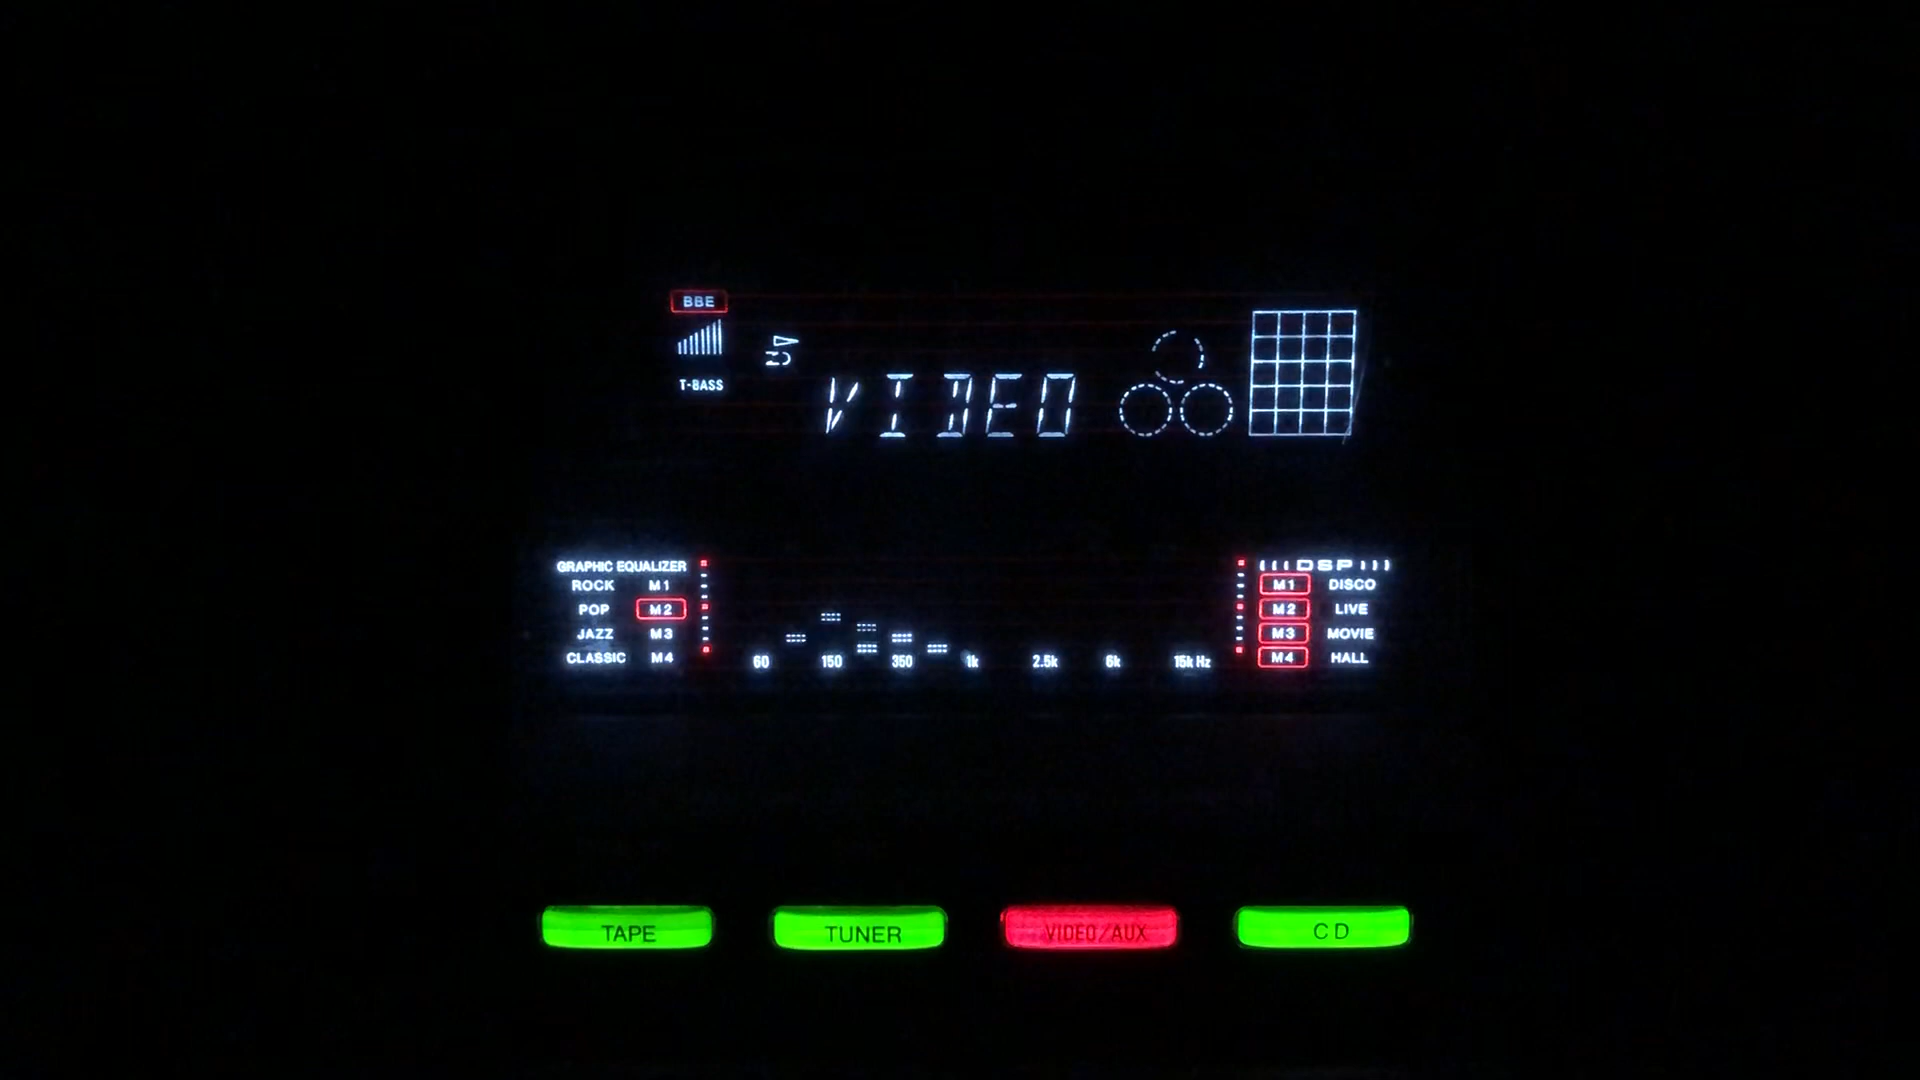 BBE
T-BASS
VIDEO
GRAPHIC EQUALIZER
ROCK M1
POP M2
JAZZ M3
CLASSIC M4
60 150 350 1k 2.5k 6k 15k Hz
DSP
M1 DISCO
M2 LIVE
M3 MOVIE
M4 HALL
TAPE TUNER VIDEO/AUX CD